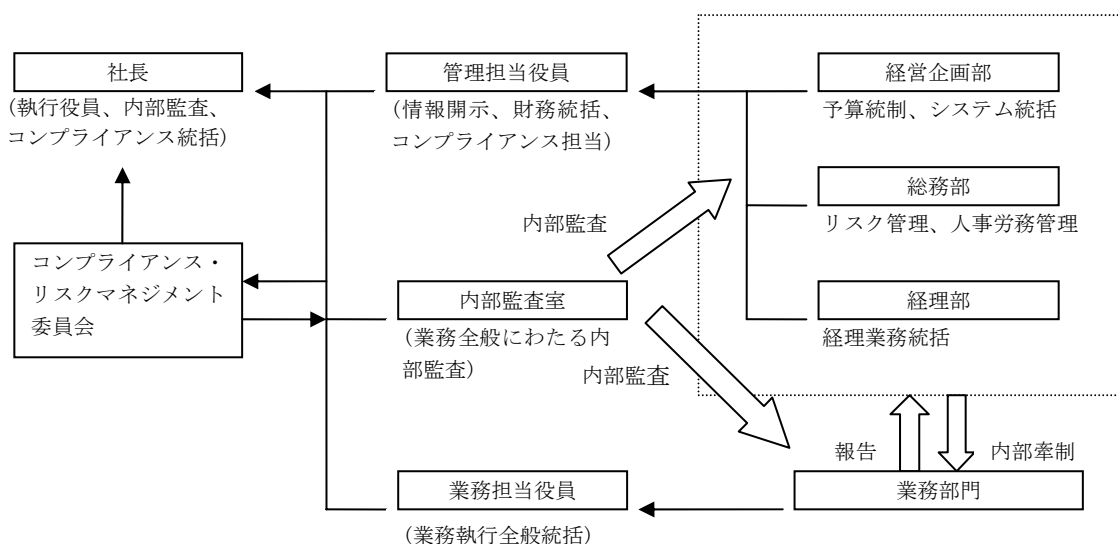 社長
(執行役員、内部監査、
コンプライアンス統括)
管理担当役員
(情報開示、財務統括、
コンプライアンス担当)
経営企画部
予算統制、システム統括
総務部
リスク管理、人事労務管理
内部監査
コンプライアンス・
リスクマネジメント
委員会
内部監査室
(業務全般にわたる内
部監査)
内部監査
経理部
経理業務統括
報告
内部牽制
業務担当役員
(業務執行全般統括)
業務部門